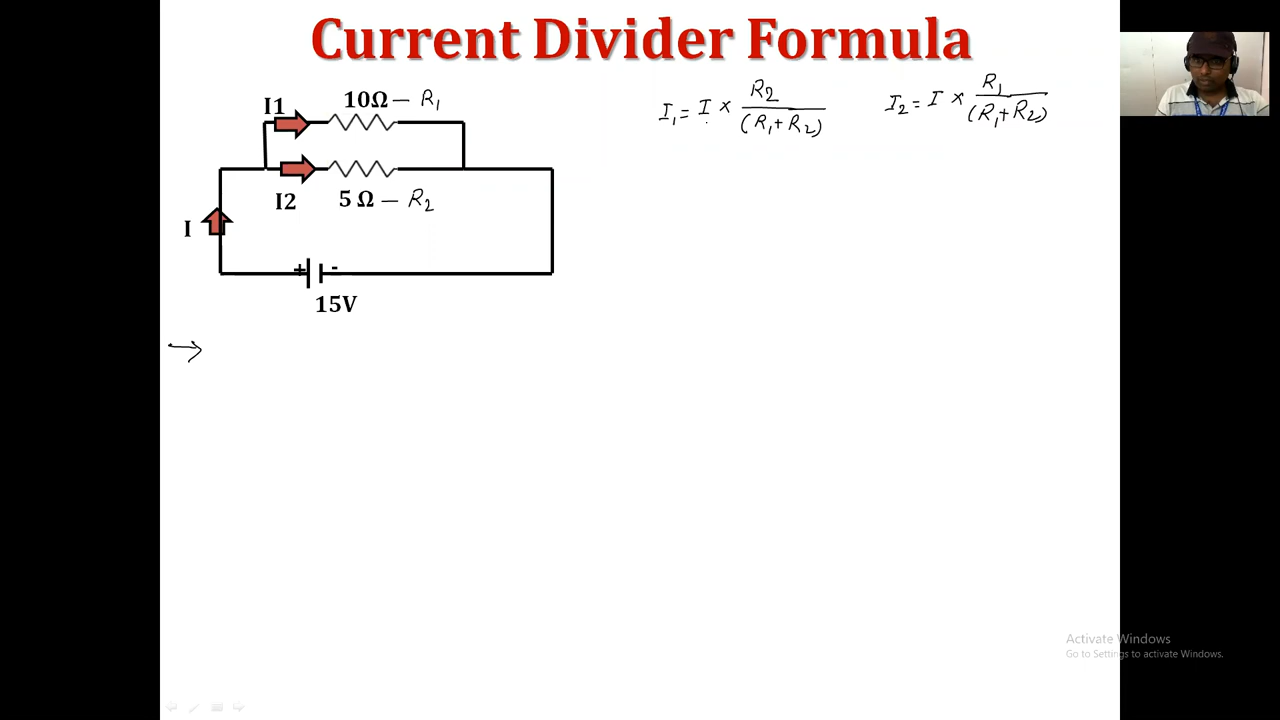 Current Divider Formula
I1
10Ω — R₁
I₁ = I × R₂ / (R₁ + R₂)
I₂ = I × R₁ / (R₁ + R₂)
I2
5 Ω — R₂
I
+ -
15V
→
Activate Windows
Go to Settings to activate Windows.